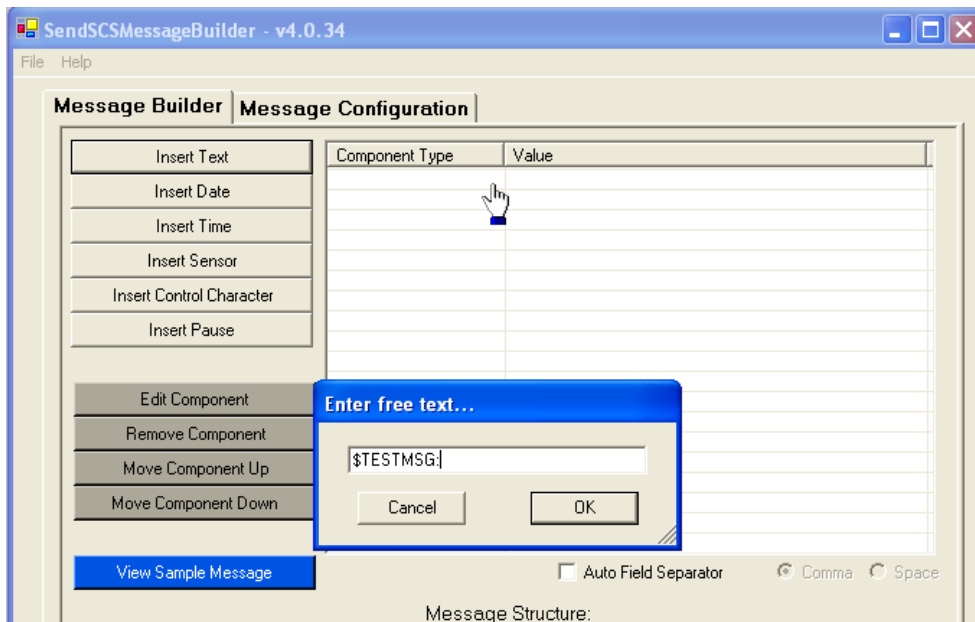 SendSCSMessageBuilder - v4.0.34
File Help
Message Builder Message Configuration
Insert Text
Insert Date
Insert Time
Insert Sensor
Insert Control Character
Insert Pause
Component Type Value
Edit Component
Remove Component
Move Component Up
Move Component Down
Enter free text...
$TESTMSG:
Cancel OK
View Sample Message
Auto Field Separator Comma Space
Message Structure: